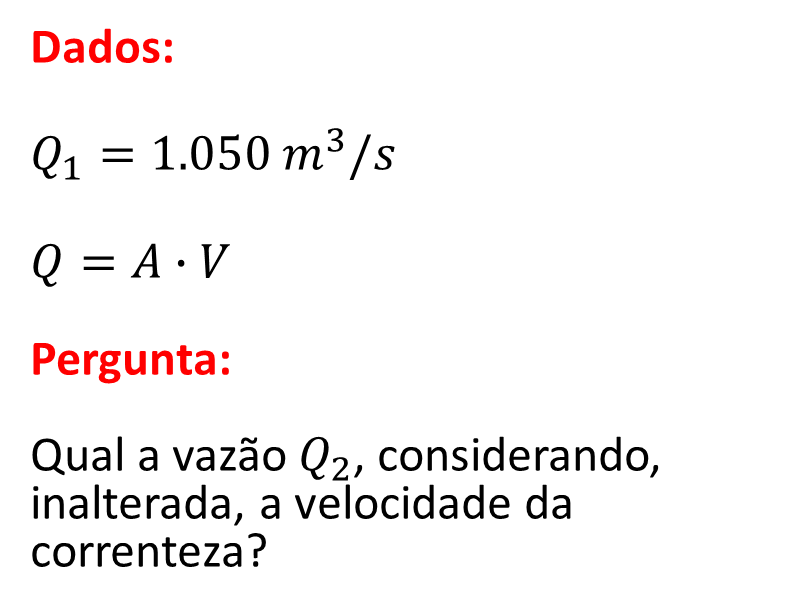 Dados:
Q₁ = 1.050 m³/s
Q = A · V
Pergunta:
Qual a vazão Q₂, considerando,
inalterada, a velocidade da
correnteza?